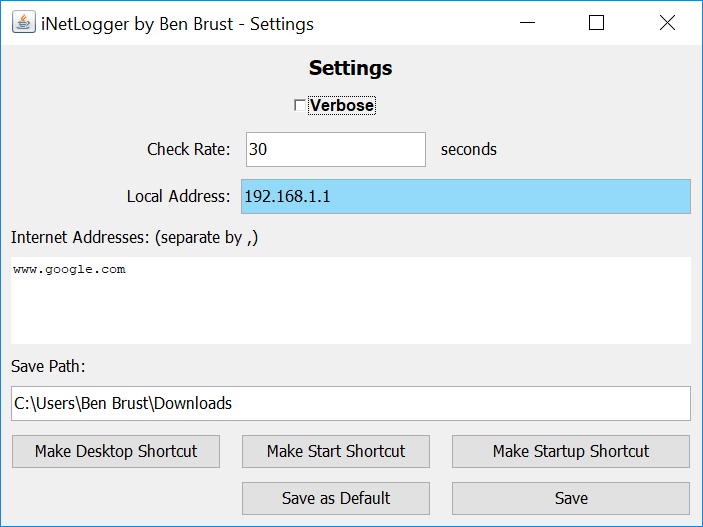 iNetLogger by Ben Brust - Settings
Settings
Verbose
Check Rate: 30 seconds
Local Address: 192.168.1.1
Internet Addresses: (separate by ,)
www.google.com
Save Path:
C:\Users\Ben Brust\Downloads
Make Desktop Shortcut Make Start Shortcut Make Startup Shortcut
Save as Default Save